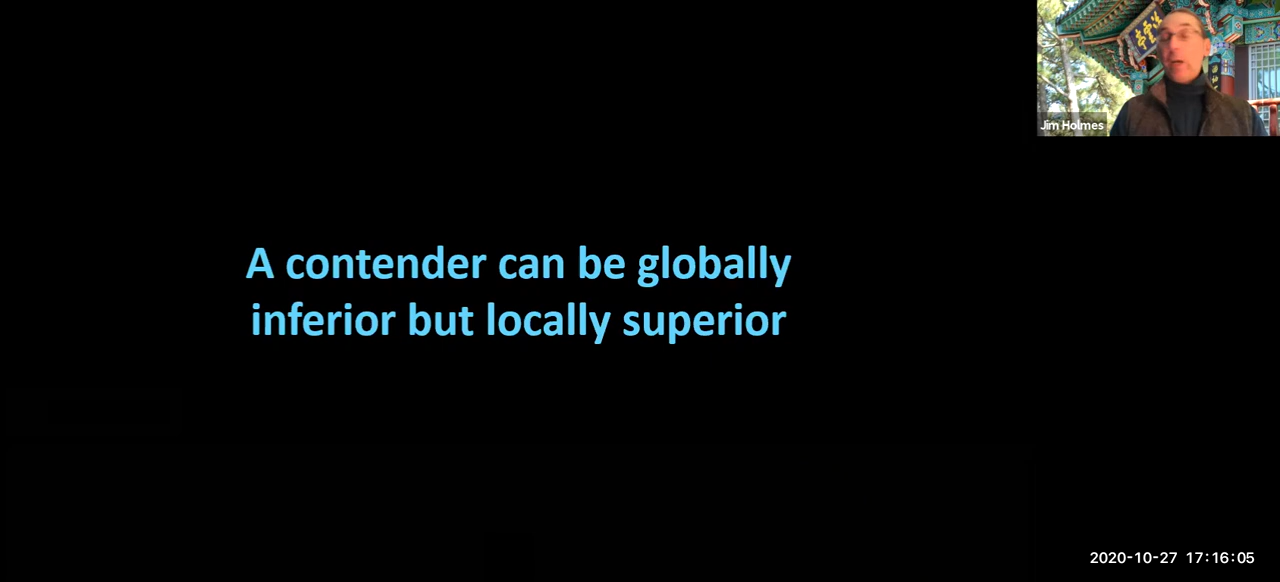 Jim Holmes
A contender can be globally
inferior but locally superior
2020-10-27 17:16:05